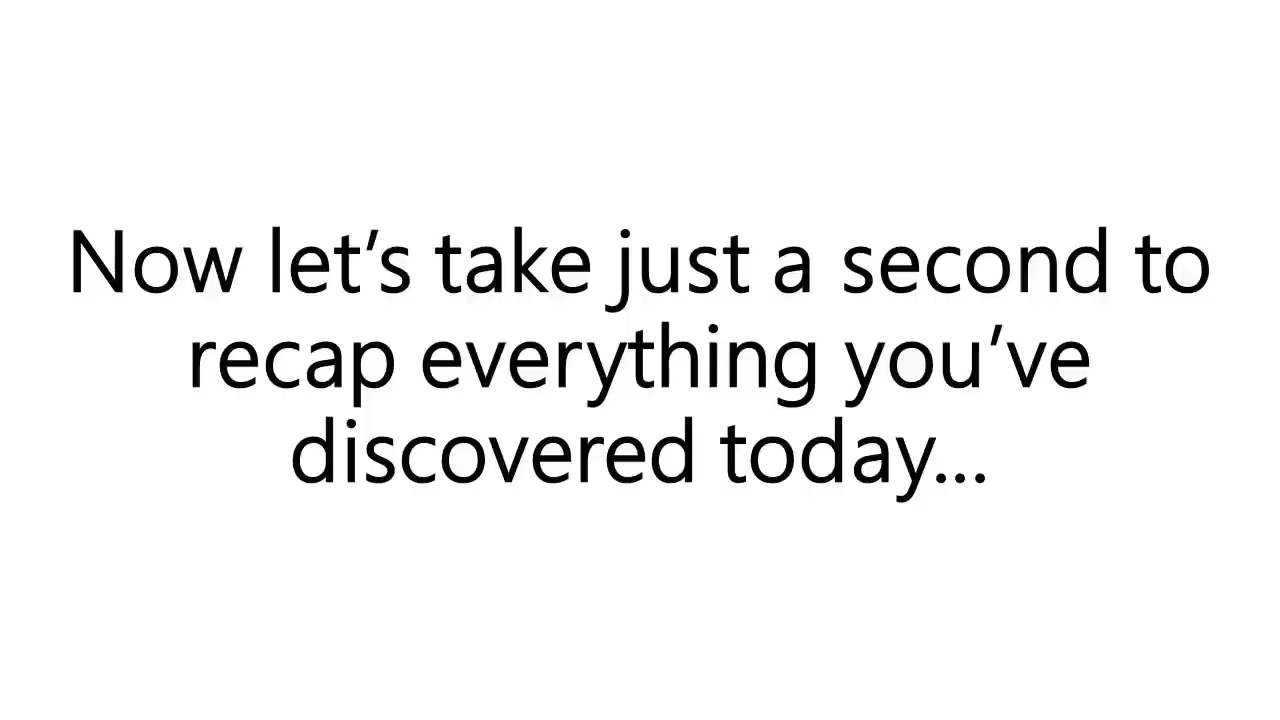 Now let’s take just a second to
recap everything you’ve
discovered today...